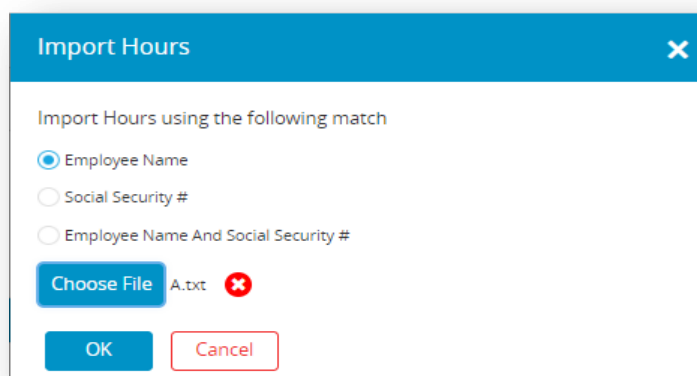 Import Hours
Import Hours using the following match
Employee Name
Social Security #
Employee Name And Social Security #
Choose File A.txt
OK Cancel